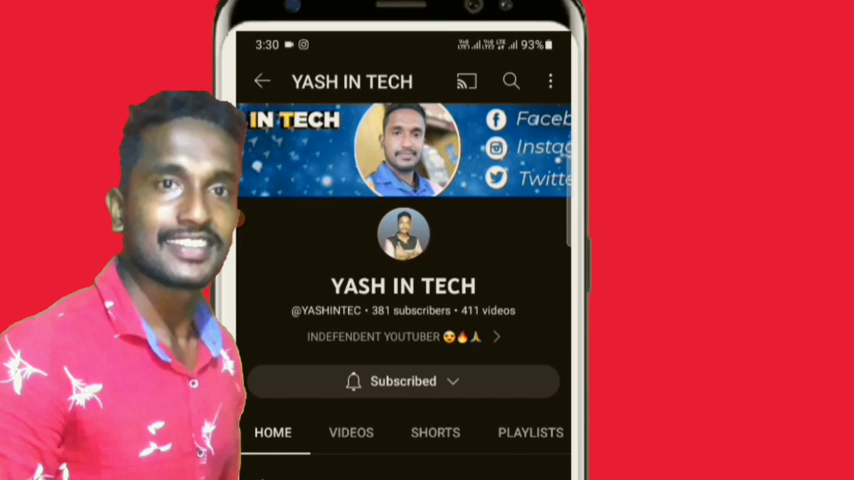 3:30 93%
YASH IN TECH
IN TECH
Faceb
Instag
Twitte
YASH IN TECH
@YASHINTEC • 381 subscribers • 411 videos
INDEFENDENT YOUTUBER 😍🔥🙏
Subscribed
HOME VIDEOS SHORTS PLAYLISTS